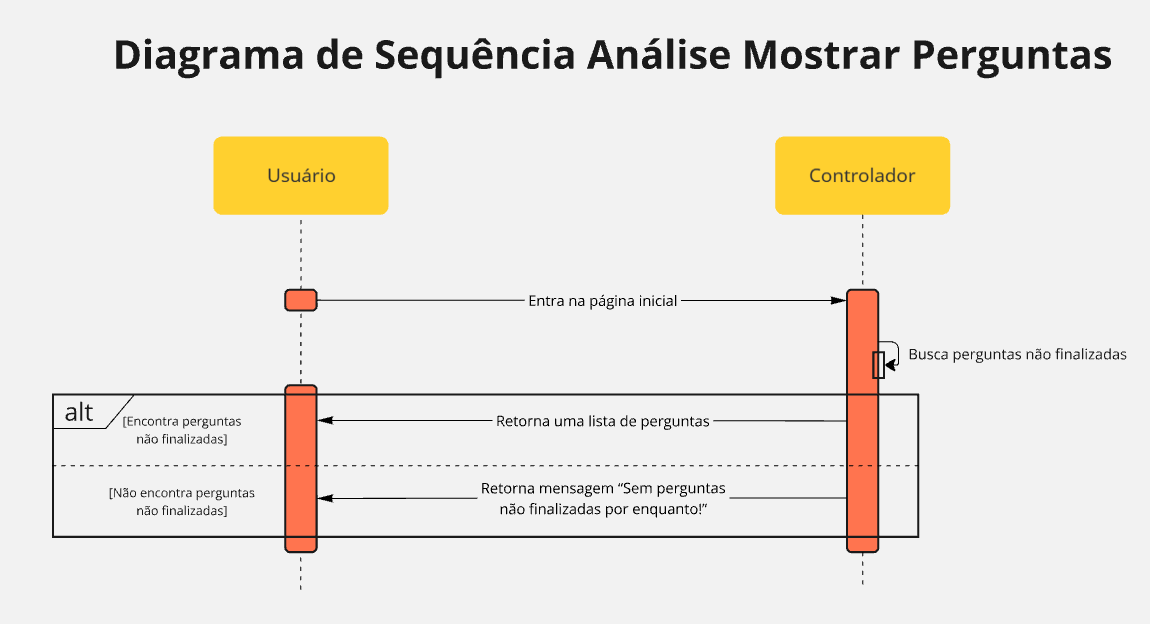 Diagrama de Sequência Análise Mostrar Perguntas
Usuário
Controlador
Entra na página inicial
Busca perguntas não finalizadas
alt
[Encontra perguntas
não finalizadas]
Retorna uma lista de perguntas
[Não encontra perguntas
não finalizadas]
Retorna mensagem “Sem perguntas
não finalizadas por enquanto!”